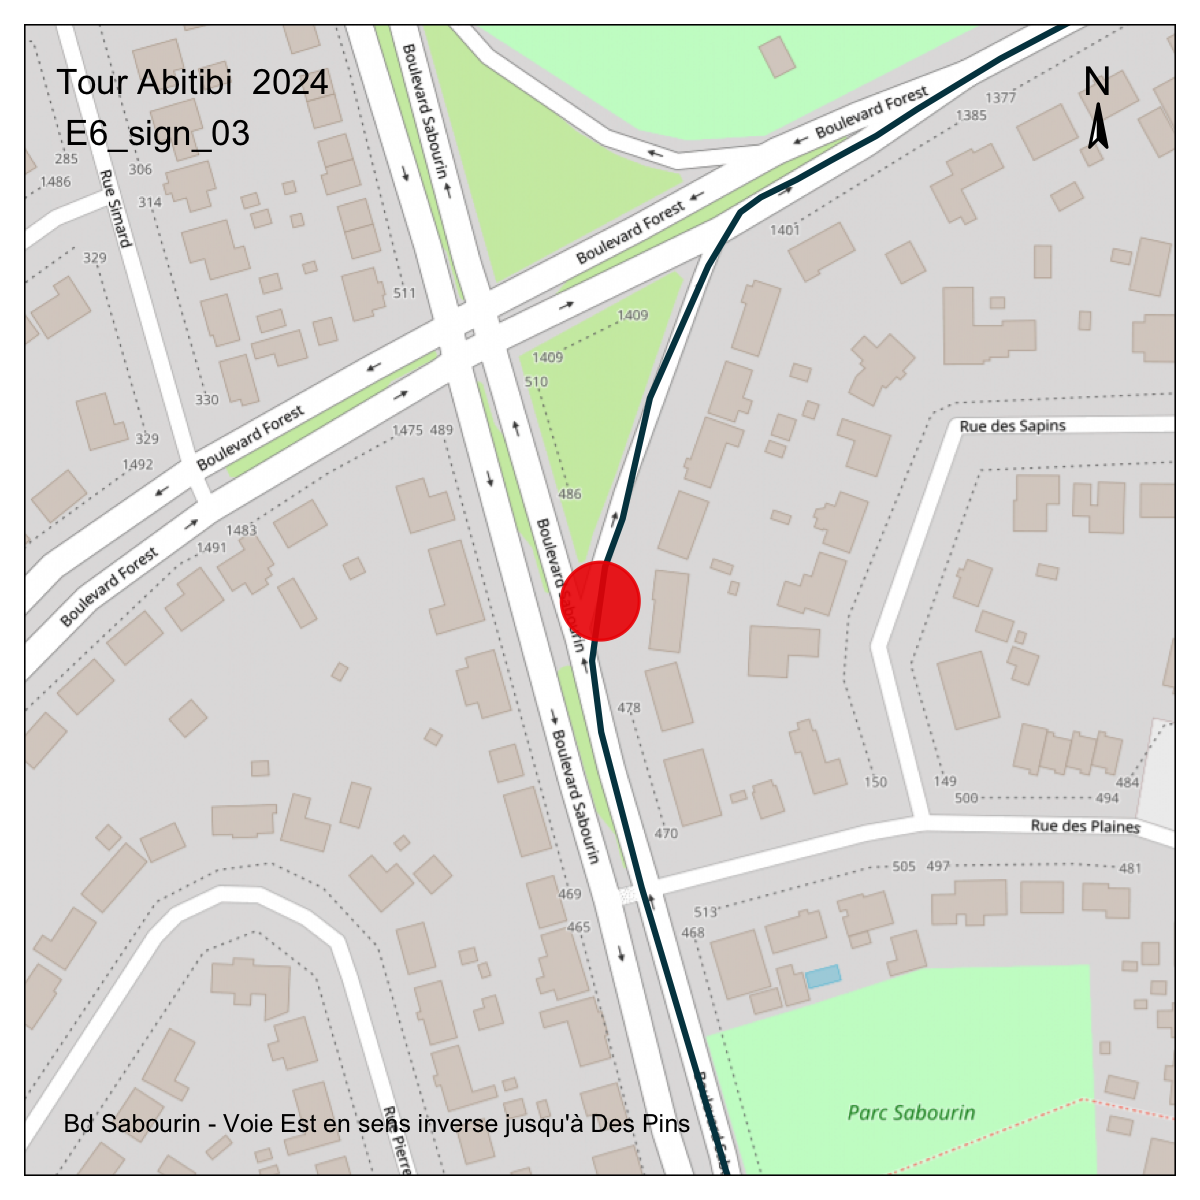 Tour Abitibi  2024
E6_sign_03
N
Boulevard Sabourin
Boulevard Forest
1377
1385
285
306
1486
314
Rue Simard
Boulevard Forest
1401
329
511
1409
1409
510
330
Rue des Sapins
Boulevard Forest
1475
489
329
1492
486
1483
1491
Boulevard Forest
Boulevard Sabourin
478
Boulevard Sabourin
150
149
484
500
494
470
Rue des Plaines
505
497
481
469
513
465
468
Parc Sabourin
Bd Sabourin - Voie Est en sens inverse jusqu'à Des Pins
Rue Pierre